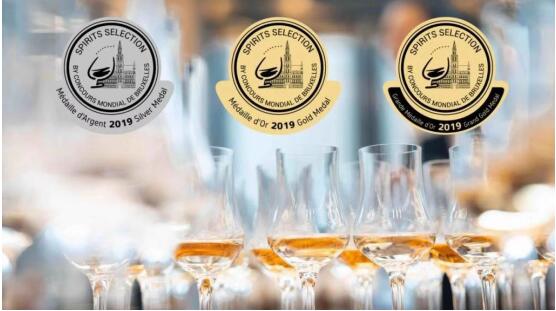 SPIRITS SELECTION
BY CONCOURS MONDIAL DE BRUXELLES
Médaille d'Argent 2019 Silver Medal
SPIRITS SELECTION
BY CONCOURS MONDIAL DE BRUXELLES
Médaille d'Or 2019 Gold Medal
SPIRITS SELECTION
BY CONCOURS MONDIAL DE BRUXELLES
Grande Médaille d'Or 2019 Grand Gold Medal